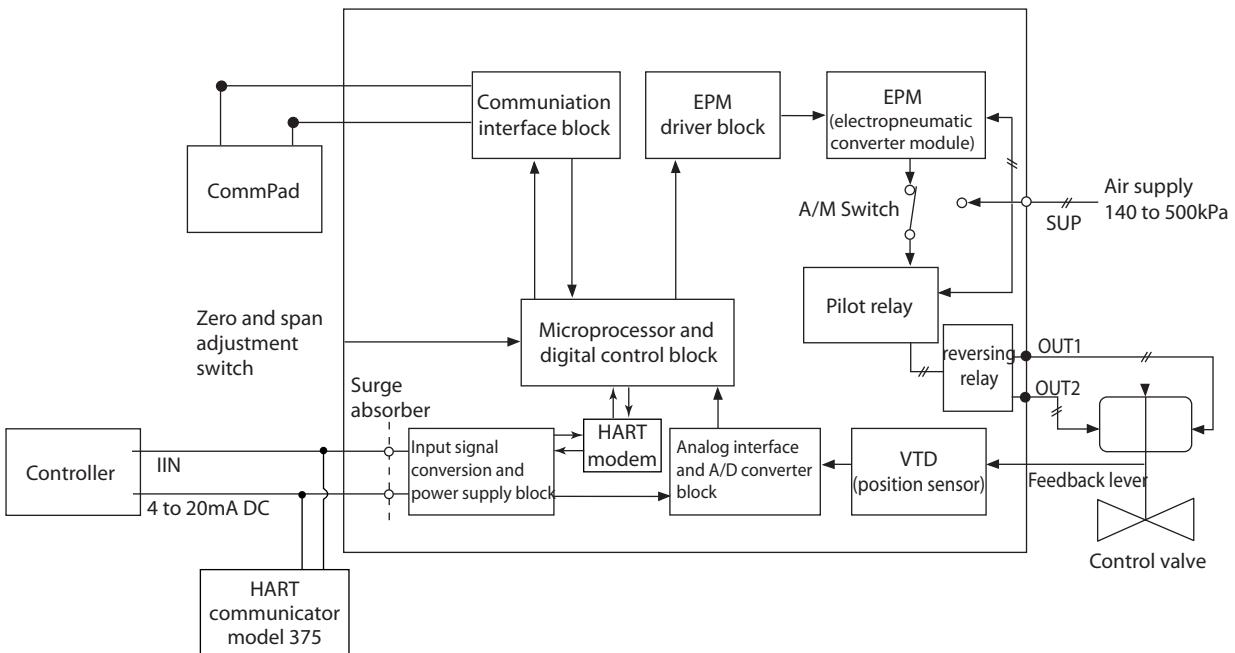 Communiation
interface block
EPM
driver block
EPM
(electropneumatic
converter module)
CommPad
A/M Switch
Air supply
140 to 500kPa
SUP
Pilot relay
Zero and span
adjustment
switch
Microprocessor and
digital control block
reversing
relay
OUT1
OUT2
Surge
absorber
Controller
IIN
4 to 20mA DC
Input signal
conversion and
power supply block
HART
modem
Analog interface
and A/D converter
block
VTD
(position sensor)
Feedback lever
Control valve
HART
communicator
model 375